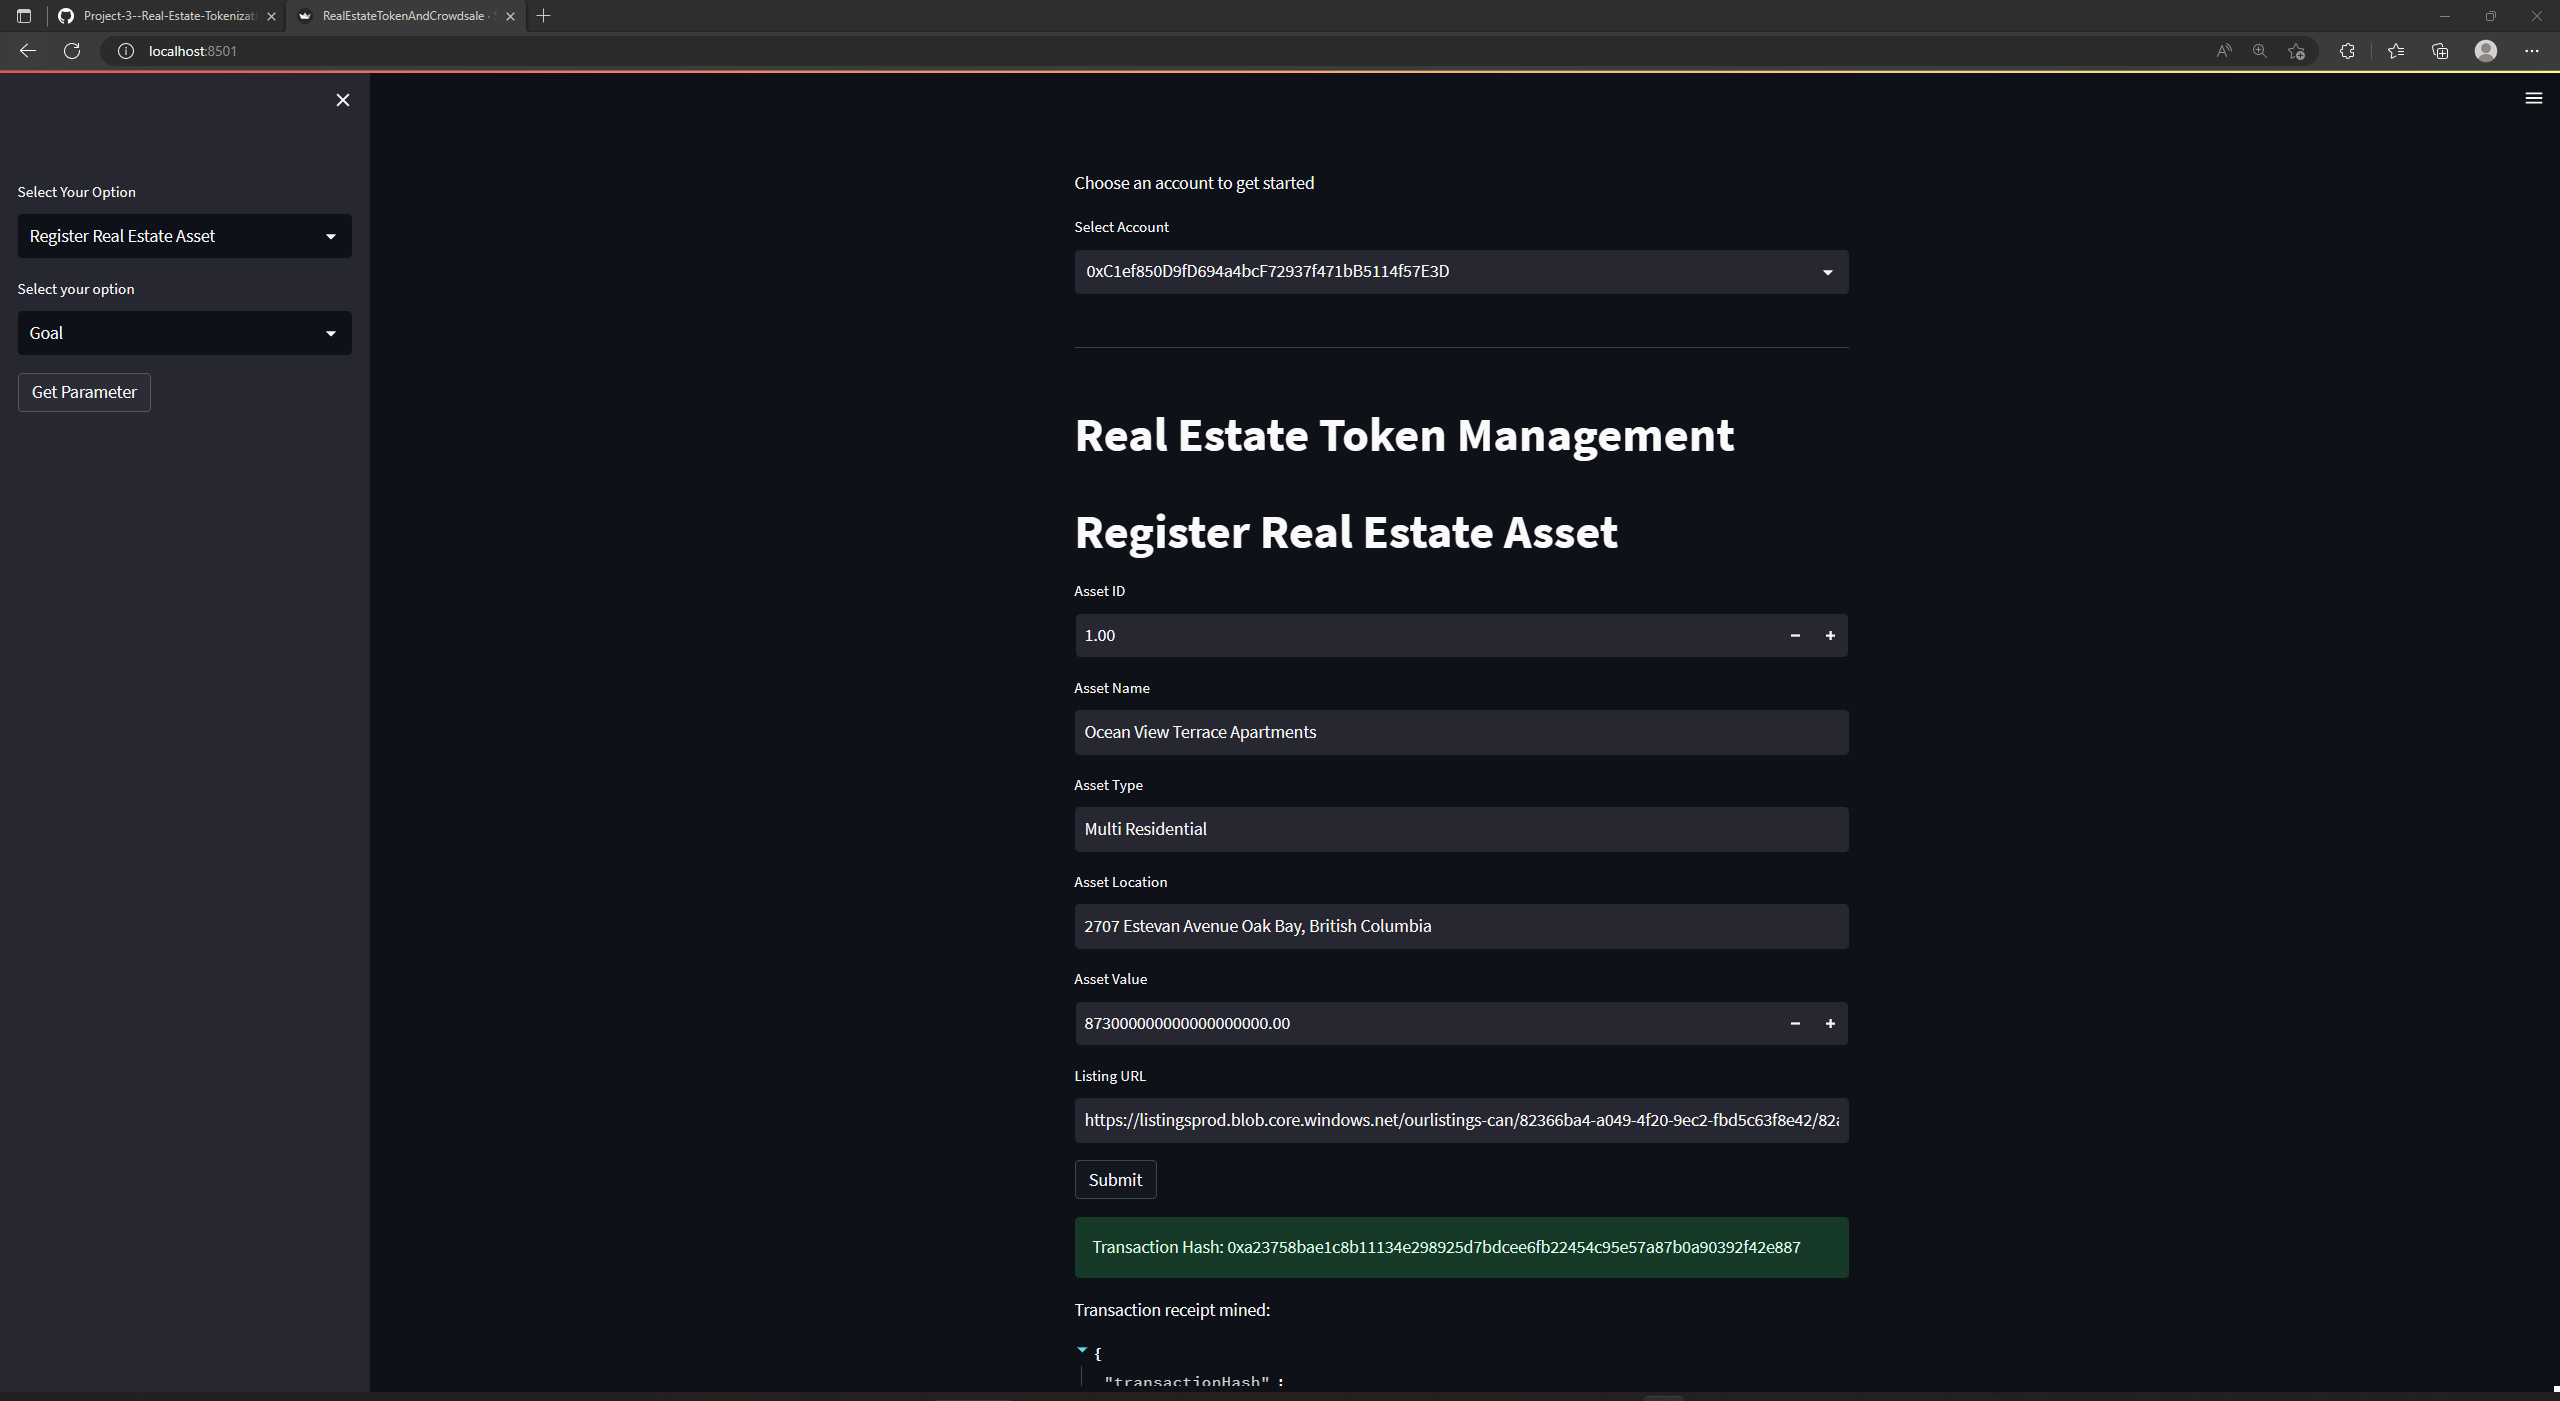 Project-3--Real-Estate-Tokenizati
RealEstateTokenAndCrowdsale · S
localhost:8501
Select Your Option
Register Real Estate Asset
Select your option
Goal
Get Parameter
Choose an account to get started
Select Account
0xC1ef850D9fD694a4bcF72937f471bB5114f57E3D
Real Estate Token Management
Register Real Estate Asset
Asset ID
1.00
Asset Name
Ocean View Terrace Apartments
Asset Type
Multi Residential
Asset Location
2707 Estevan Avenue Oak Bay, British Columbia
Asset Value
873000000000000000000.00
Listing URL
https://listingsprod.blob.core.windows.net/ourlistings-can/82366ba4-a049-4f20-9ec2-fbd5c63f8e42/82a
Submit
Transaction Hash: 0xa23758bae1c8b11134e298925d7bdcee6fb22454c95e57a87b0a90392f42e887
Transaction receipt mined:
{
"transactionHash" :